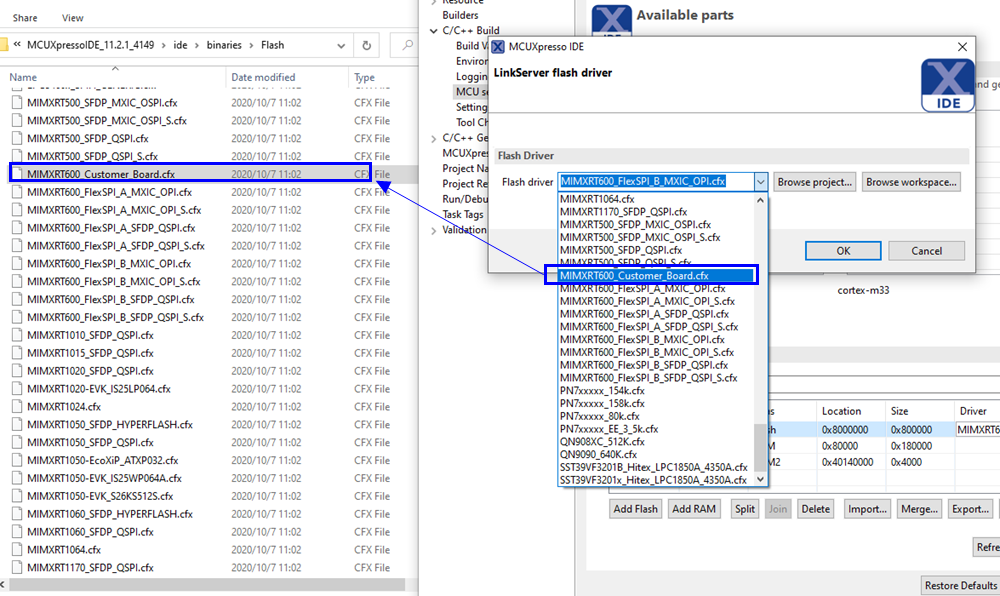 Share View
« MCUXpressoIDE_11.2.1_4149 › ide › binaries › Flash
Name Date modified Type
2020/10/7 11:02 CFX File
MIMXRT500_SFDP_MXIC_OSPI.cfx 2020/10/7 11:02 CFX File
MIMXRT500_SFDP_MXIC_OSPI_S.cfx 2020/10/7 11:02 CFX File
MIMXRT500_SFDP_QSPI.cfx 2020/10/7 11:02 CFX File
MIMXRT500_SFDP_QSPI_S.cfx 2020/10/7 11:02 CFX File
MIMXRT600_Customer_Board.cfx 2020/10/7 11:02 CFX File
MIMXRT600_FlexSPI_A_MXIC_OPI.cfx 2020/10/7 11:02 CFX File
MIMXRT600_FlexSPI_A_MXIC_OPI_S.cfx 2020/10/7 11:02 CFX File
MIMXRT600_FlexSPI_A_SFDP_QSPI.cfx 2020/10/7 11:02 CFX File
MIMXRT600_FlexSPI_A_SFDP_QSPI_S.cfx 2020/10/7 11:02 CFX File
MIMXRT600_FlexSPI_B_MXIC_OPI.cfx 2020/10/7 11:02 CFX File
MIMXRT600_FlexSPI_B_MXIC_OPI_S.cfx 2020/10/7 11:02 CFX File
MIMXRT600_FlexSPI_B_SFDP_QSPI.cfx 2020/10/7 11:02 CFX File
MIMXRT600_FlexSPI_B_SFDP_QSPI_S.cfx 2020/10/7 11:02 CFX File
MIMXRT1010_SFDP_QSPI.cfx 2020/10/7 11:02 CFX File
MIMXRT1015_SFDP_QSPI.cfx 2020/10/7 11:02 CFX File
MIMXRT1020_SFDP_QSPI.cfx 2020/10/7 11:02 CFX File
MIMXRT1020-EVK_IS25LP064.cfx 2020/10/7 11:02 CFX File
MIMXRT1024.cfx 2020/10/7 11:02 CFX File
MIMXRT1050_SFDP_HYPERFLASH.cfx 2020/10/7 11:02 CFX File
MIMXRT1050_SFDP_QSPI.cfx 2020/10/7 11:02 CFX File
MIMXRT1050-EcoXiP_ATXP032.cfx 2020/10/7 11:02 CFX File
MIMXRT1050-EVK_IS25WP064A.cfx 2020/10/7 11:02 CFX File
MIMXRT1050-EVK_S26KS512S.cfx 2020/10/7 11:02 CFX File
MIMXRT1060_SFDP_HYPERFLASH.cfx 2020/10/7 11:02 CFX File
MIMXRT1060_SFDP_QSPI.cfx 2020/10/7 11:02 CFX File
MIMXRT1064.cfx 2020/10/7 11:02 CFX File
MIMXRT1170_SFDP_QSPI.cfx 2020/10/7 11:02 CFX File
Resource
Builders
C/C++ Build
Build Va
Environ
Logging
MCU se
Setting
Tool Ch
C/C++ Ge
MCUXpres
Project Na
Project Re
Run/Debu
Task Tags
Validation
Available parts
MCUXpresso IDE
LinkServer flash driver
IDE
and ge
Flash Driver
Flash driver MIMXRT600_FlexSPI_B_MXIC_OPI.cfx Browse project... Browse workspace...
MIMXRT1064.cfx
MIMXRT1170_SFDP_QSPI.cfx
MIMXRT500_SFDP_MXIC_OSPI.cfx
MIMXRT500_SFDP_MXIC_OSPI_S.cfx
MIMXRT500_SFDP_QSPI.cfx
MIMXRT500_SFDP_QSPI_S.cfx
MIMXRT600_Customer_Board.cfx
MIMXRT600_FlexSPI_A_MXIC_OPI.cfx
MIMXRT600_FlexSPI_A_MXIC_OPI_S.cfx
MIMXRT600_FlexSPI_A_SFDP_QSPI.cfx
MIMXRT600_FlexSPI_A_SFDP_QSPI_S.cfx
MIMXRT600_FlexSPI_B_MXIC_OPI.cfx
MIMXRT600_FlexSPI_B_MXIC_OPI_S.cfx
MIMXRT600_FlexSPI_B_SFDP_QSPI.cfx
MIMXRT600_FlexSPI_B_SFDP_QSPI_S.cfx
PN7xxxxx_154k.cfx
PN7xxxxx_158k.cfx
PN7xxxxx_80k.cfx
PN7xxxxx_EE_3_5k.cfx
QN908XC_512K.cfx
QN9090_640K.cfx
SST39VF3201B_Hitex_LPC1850A_4350A.cfx
SST39VF3201x_Hitex_LPC1850A_4350A.cfx
OK Cancel
cortex-m33
Location Size Driver
0x8000000 0x800000 MIMXRT6
0x80000 0x180000
M2 0x40140000 0x4000
Add Flash Add RAM Split Join Delete Import... Merge... Export...
Refre
Restore Defaults